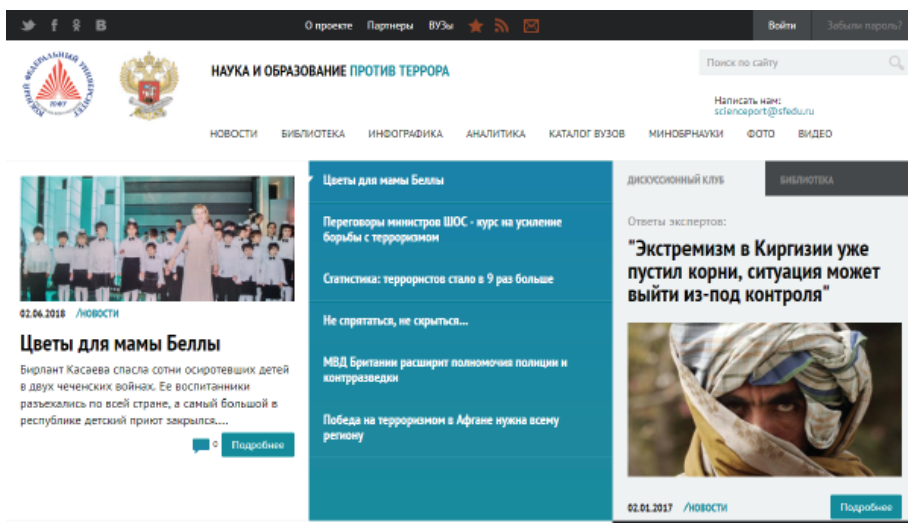 О проекте Партнеры ВУЗы
Войти Забыли пароль?
ЮЖНЫЙ ФЕДЕРАЛЬНЫЙ УНИВЕРСИТЕТ
ЮФУ
НАУКА И ОБРАЗОВАНИЕ ПРОТИВ ТЕРРОРА
Поиск по сайту
Написать нам:
scienceport@sfedu.ru
НОВОСТИ БИБЛИОТЕКА ИНФОГРАФИКА АНАЛИТИКА КАТАЛОГ ВУЗОВ МИНОБРНАУКИ ФОТО ВИДЕО
02.06.2018 /НОВОСТИ
Цветы для мамы Беллы
Бирлант Касаева спасла сотни осиротевших детей
в двух чеченских войнах. Ее воспитанники
разъехались по всей стране, а самый большой в
республике детский приют закрылся....
0 Подробнее
Цветы для мамы Беллы
Переговоры министров ШОС - курс на усиление
борьбы с терроризмом
Статистика: террористов стало в 9 раз больше
Не спрятаться, не скрыться...
МВД Британии расширит полномочия полиции и
контрразведки
Победа на терроризмом в Афгане нужна всему
региону
ДИСКУССИОННЫЙ КЛУБ БИБЛИОТЕКА
Ответы экспертов:
"Экстремизм в Киргизии уже
пустил корни, ситуация может
выйти из-под контроля"
02.01.2017 /НОВОСТИ
Подробнее